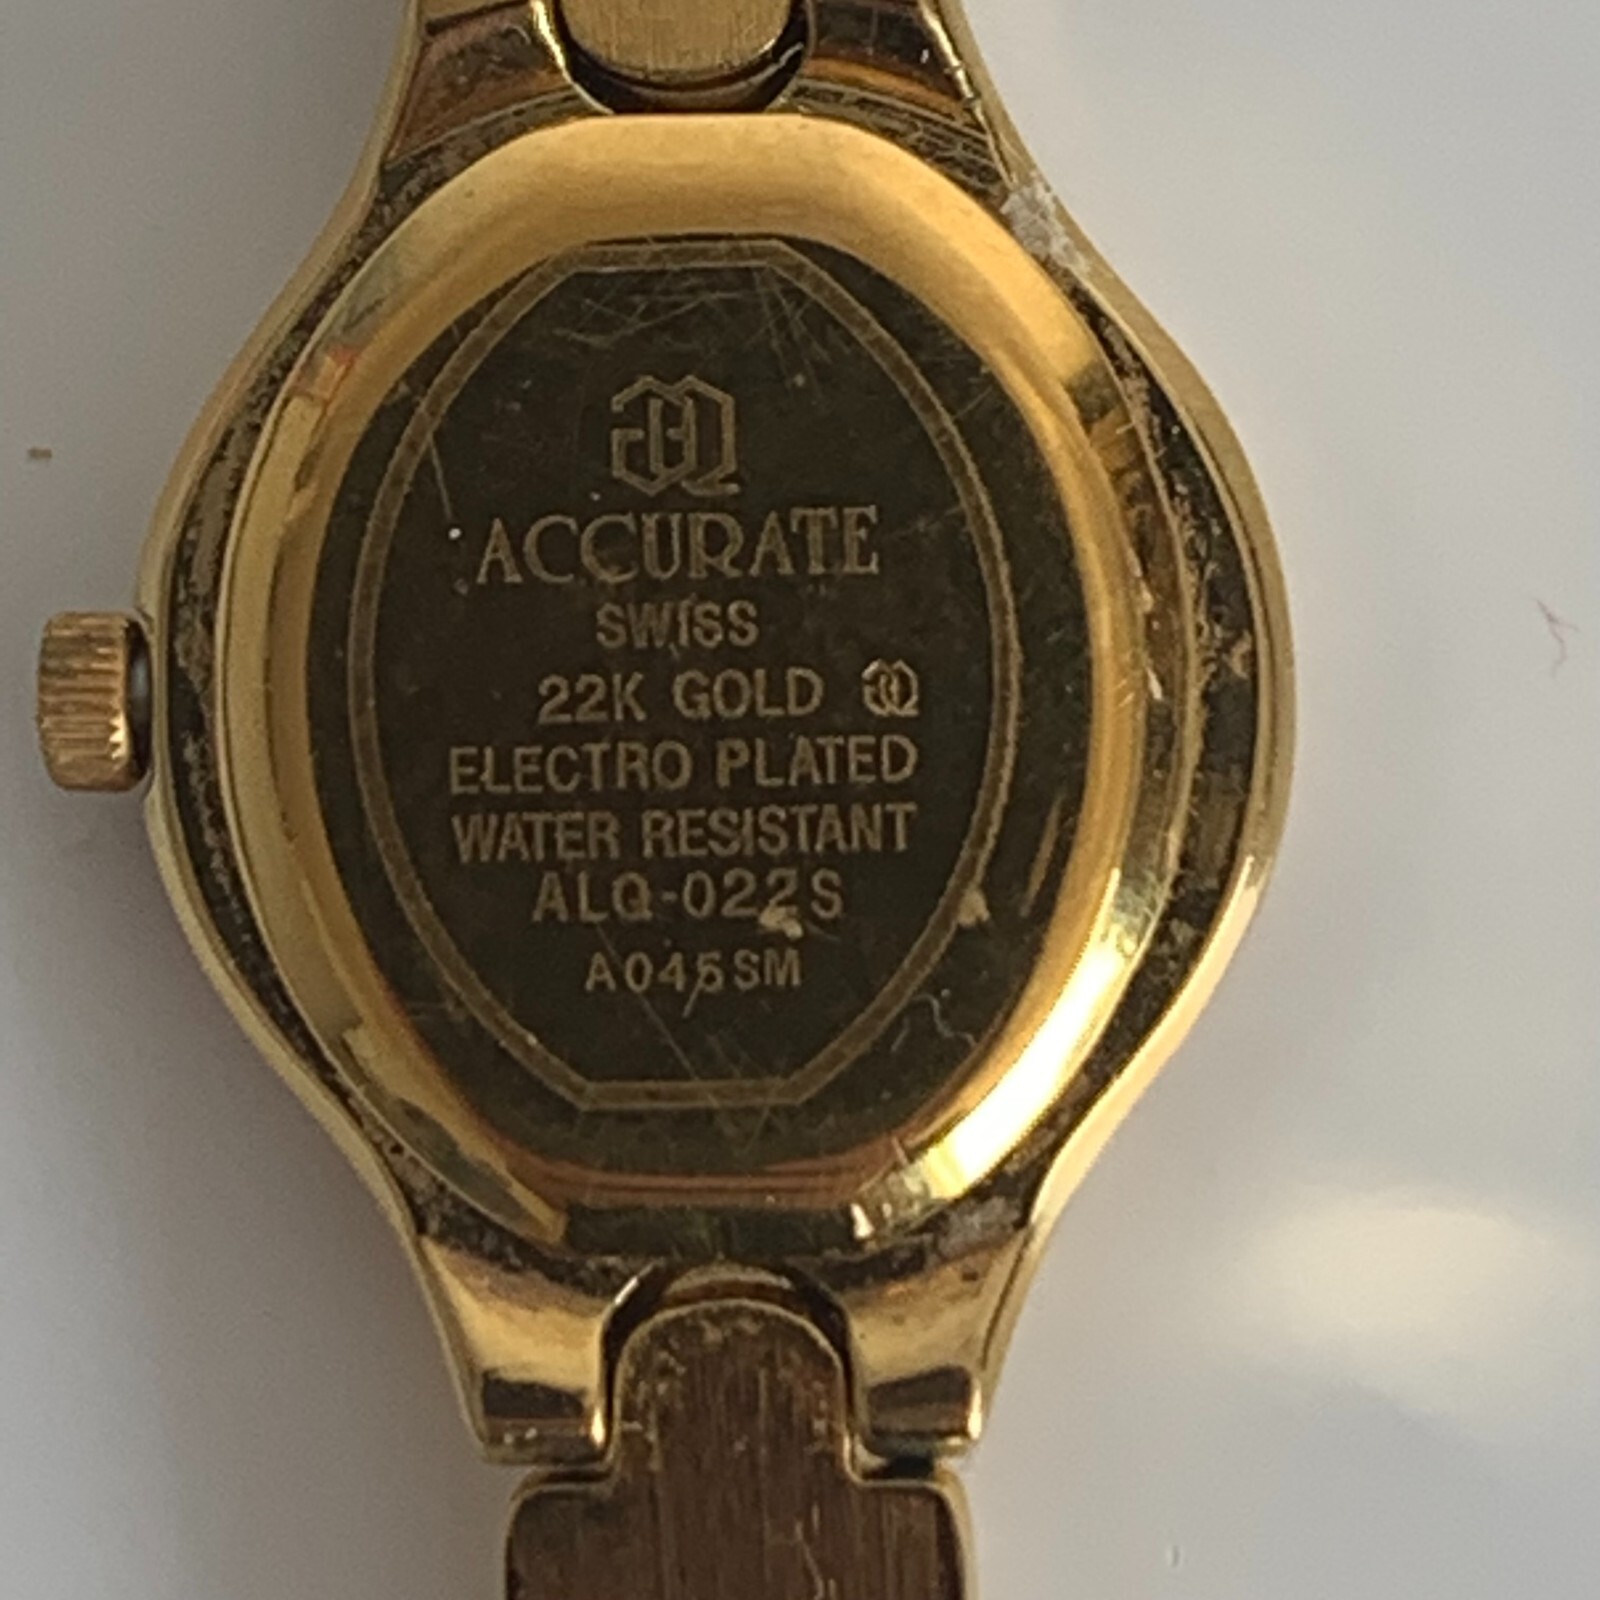 ACCURATE
SWISS
22K GOLD
ELECTRO PLATED
WATER RESISTANT
ALQ-022S
A045SM